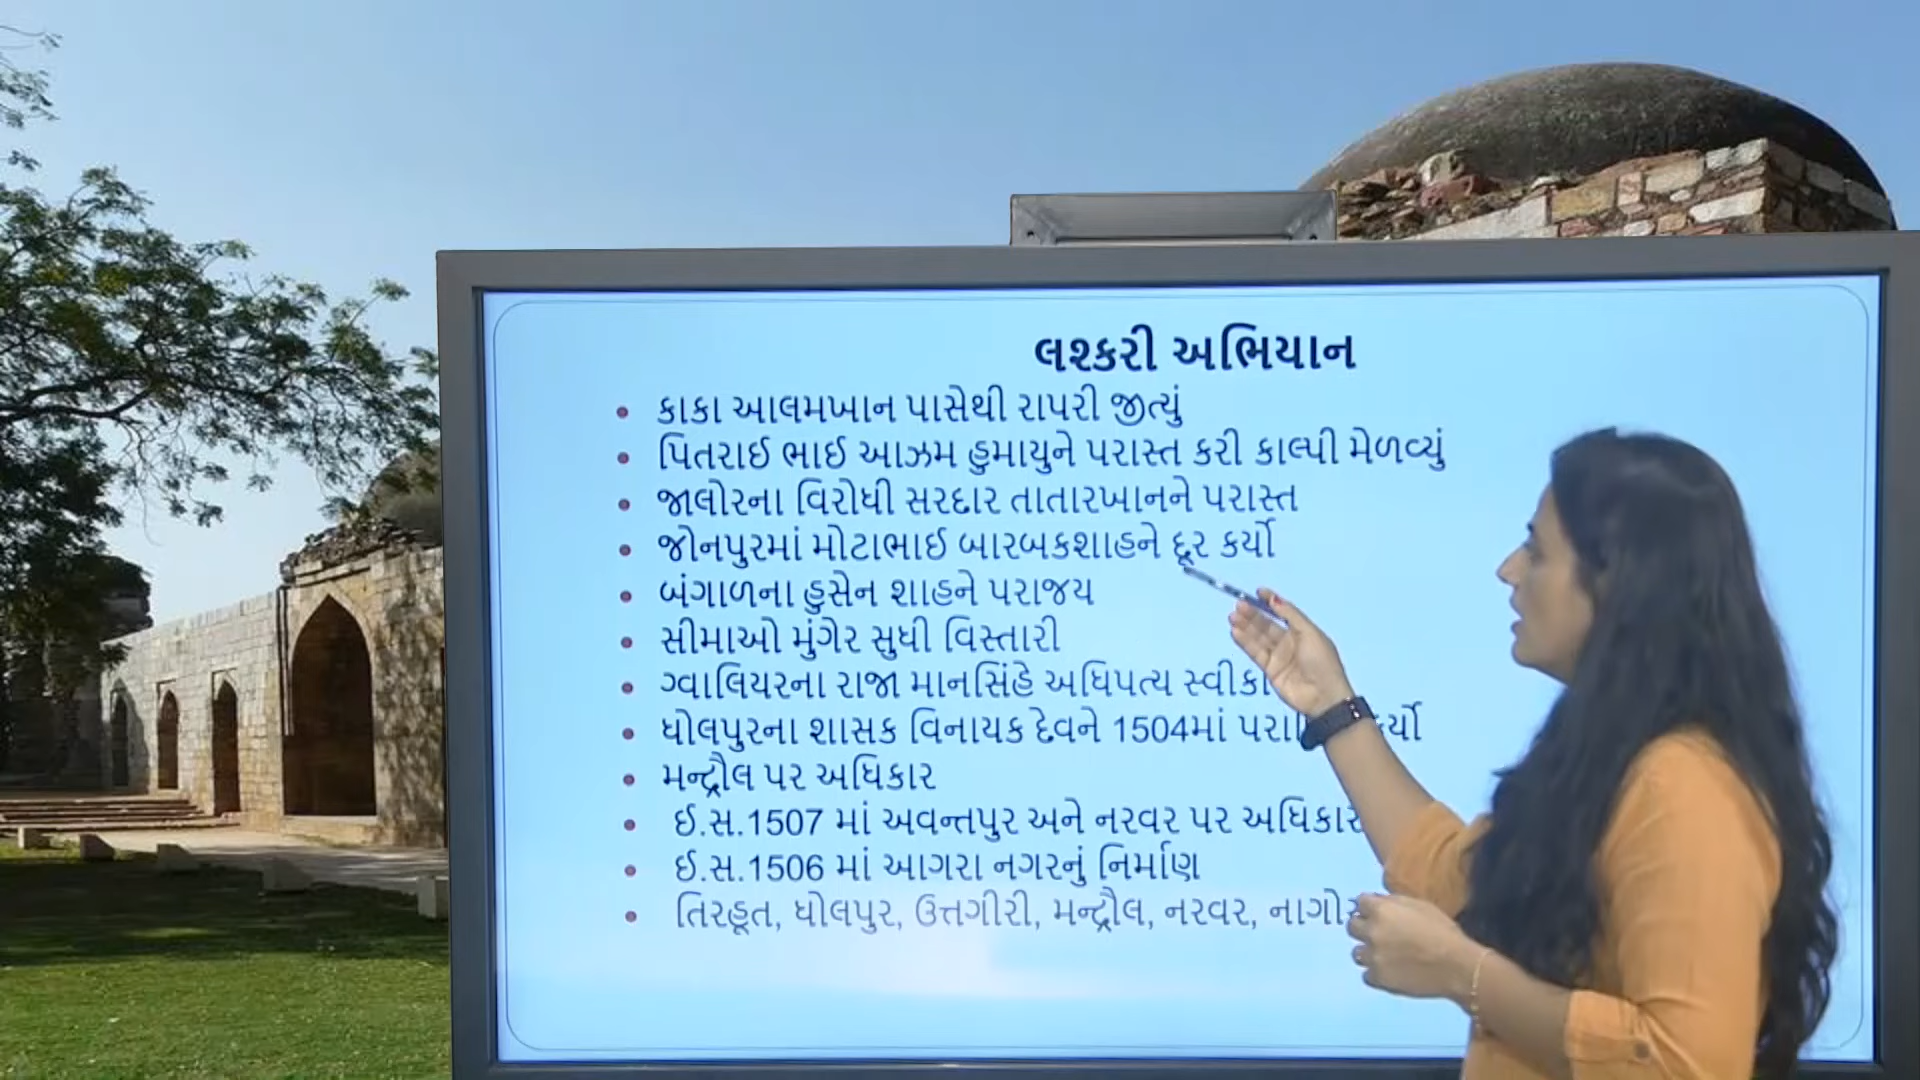 લશ્કરી અભિયાન
• કાકા આલમખાન પાસેથી રાપરી જીત્યું
• પિતરાઈ ભાઈ આઝમ હુમાયુને પરાસ્ત કરી કાલ્પી મેળવ્યું
• જાલોરના વિરોધી સરદાર તાતારખાનને પરાસ્ત
• જોનપુરમાં મોટાભાઈ બારબકશાહને દૂર કર્યો
• બંગાળના હુસેન શાહને પરાજય
• સીમાઓ મુંગેર સુધી વિસ્તારી
• ગ્વાલિયરના રાજા માનસિંહે અધિપત્ય
• ધોલપુરના શાસક વિનાયક દેવને 1504માં
• મન્દ્રૌલ પર અધિકાર
• ઈ.સ.1507 માં અવન્તપુર અને નરવર પર અધિકાર
• ઈ.સ.1506 માં આગરા નગરનું નિર્માણ
• તિરહૂત, ધોલપુર, ઉત્તગીરી, મન્દ્રૌલ, નરવર,